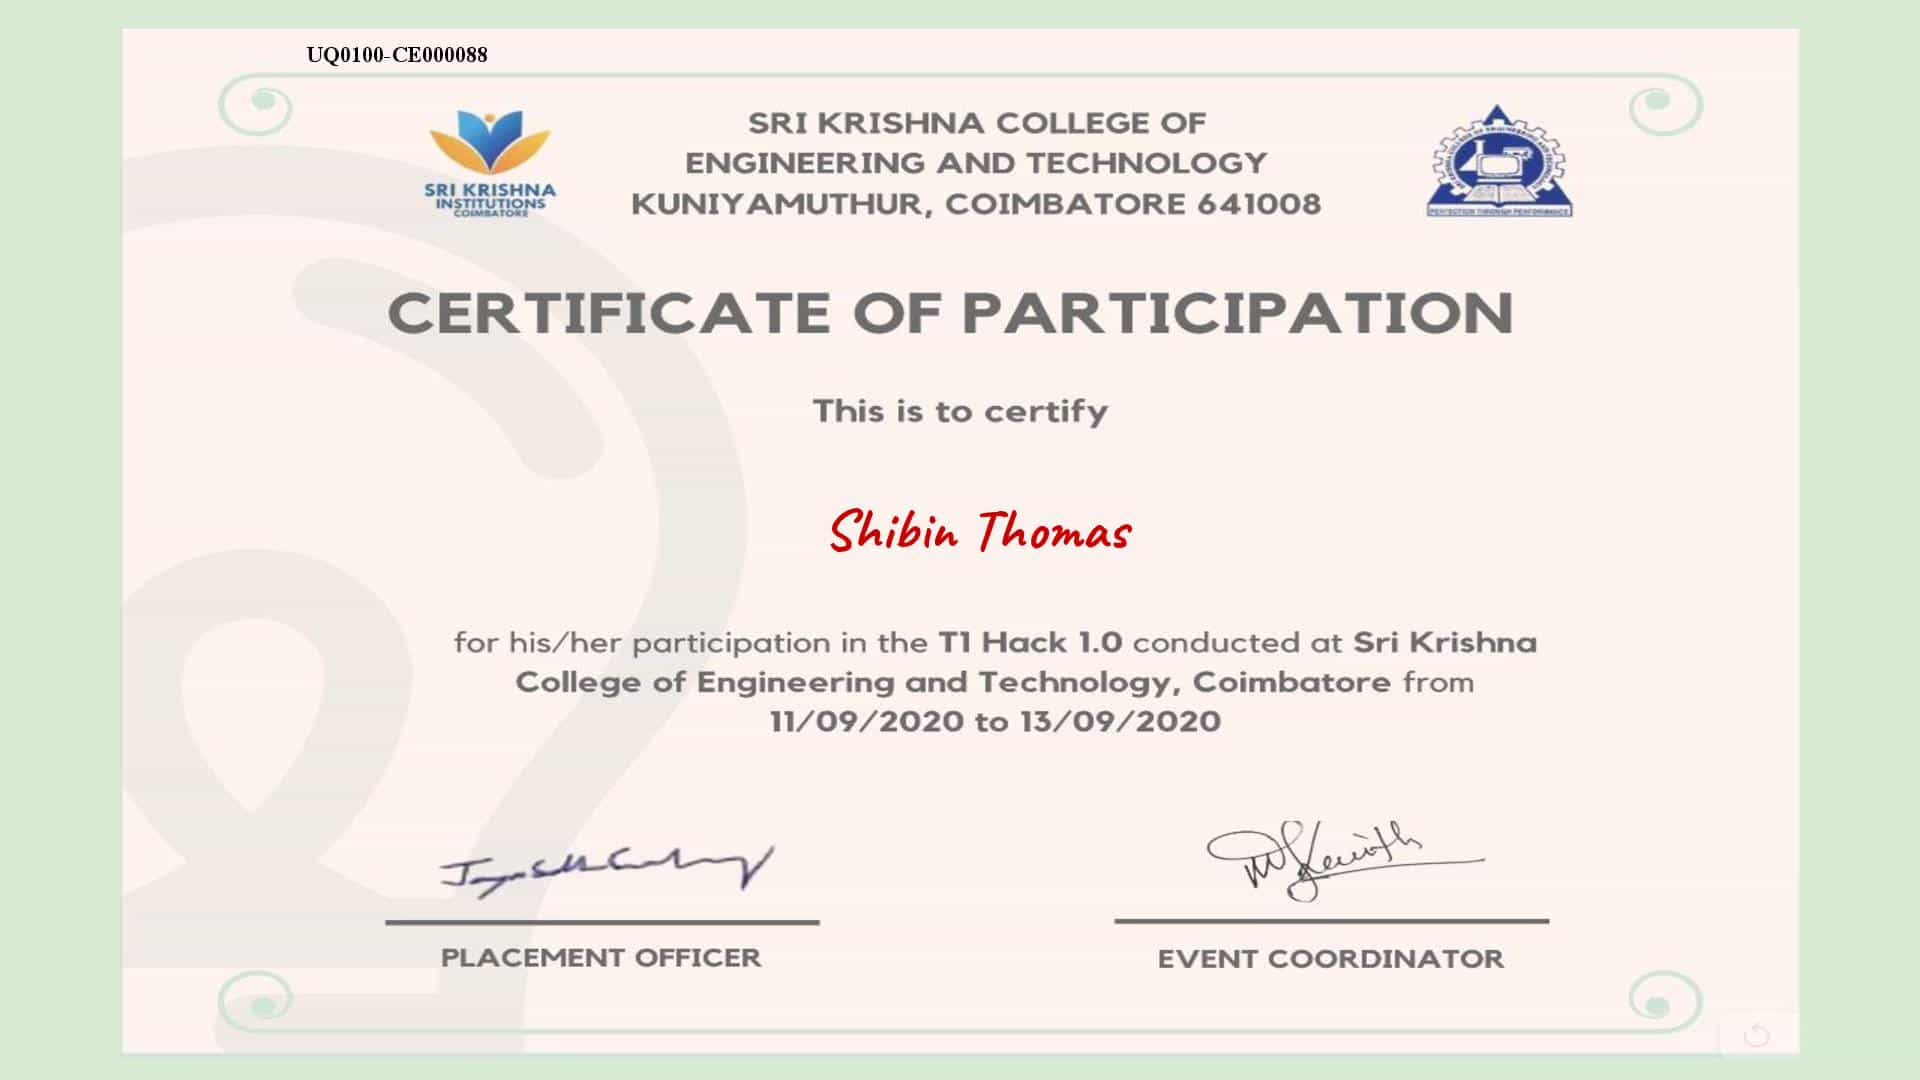 UQ0100-CE000088
SRI KRISHNA
INSTITUTIONS
COIMBATORE
SRI KRISHNA COLLEGE OF
ENGINEERING AND TECHNOLOGY
KUNIYAMUTHUR, COIMBATORE 641008
PERFECTION THROUGH PERFORMANCE
CERTIFICATE OF PARTICIPATION
This is to certify
Shibin Thomas
for his/her participation in the T1 Hack 1.0 conducted at Sri Krishna
College of Engineering and Technology, Coimbatore from
11/09/2020 to 13/09/2020
PLACEMENT OFFICER
EVENT COORDINATOR